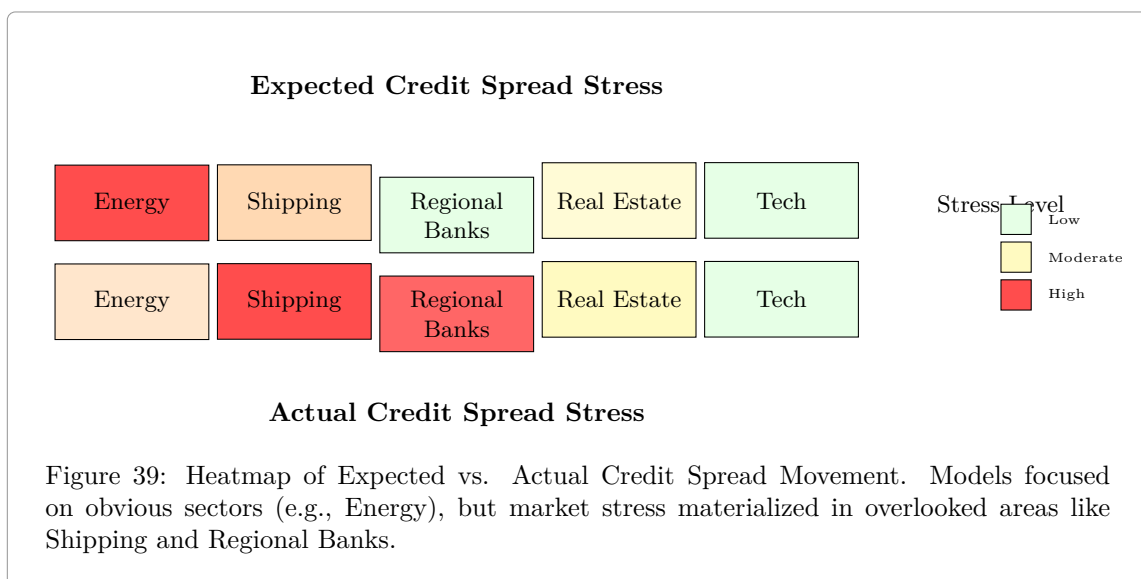 Expected Credit Spread Stress
Energy
Shipping
Regional
Banks
Real Estate
Tech
Stress Level
Low
Moderate
High
Energy
Shipping
Regional
Banks
Real Estate
Tech
Actual Credit Spread Stress
Figure 39: Heatmap of Expected vs. Actual Credit Spread Movement. Models focused
on obvious sectors (e.g., Energy), but market stress materialized in overlooked areas like
Shipping and Regional Banks.